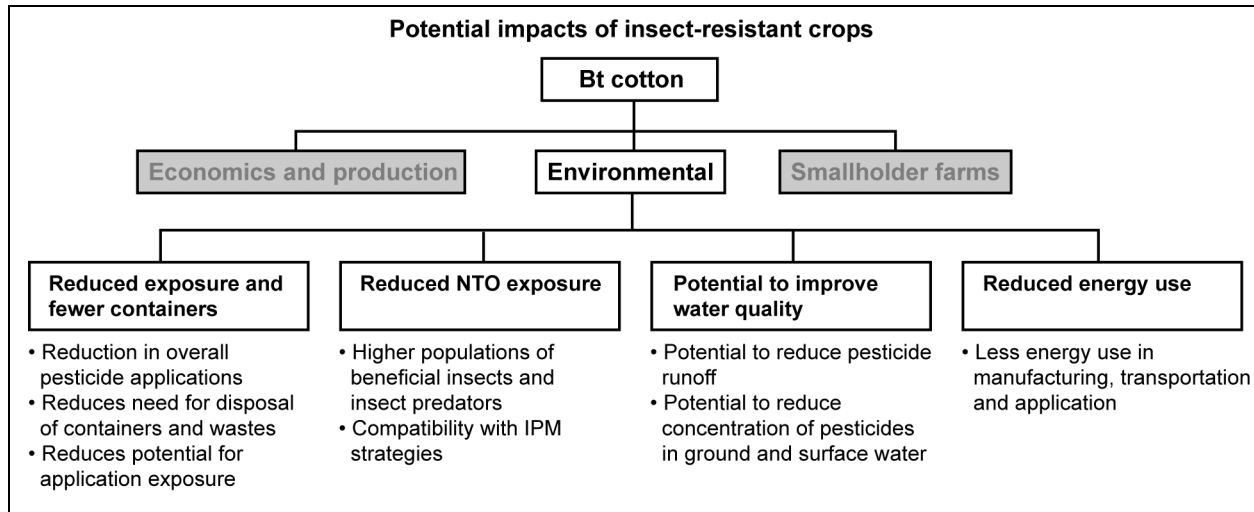 Potential impacts of insect-resistant crops
Bt cotton
Economics and production
Environmental
Smallholder farms
Reduced exposure and
fewer containers
• Reduction in overall
pesticide applications
• Reduces need for disposal
of containers and wastes
• Reduces potential for
application exposure
Reduced NTO exposure
• Higher populations of
beneficial insects and
insect predators
• Compatibility with IPM
strategies
Potential to improve
water quality
• Potential to reduce pesticide
runoff
• Potential to reduce
concentration of pesticides
in ground and surface water
Reduced energy use
• Less energy use in
manufacturing, transportation
and application